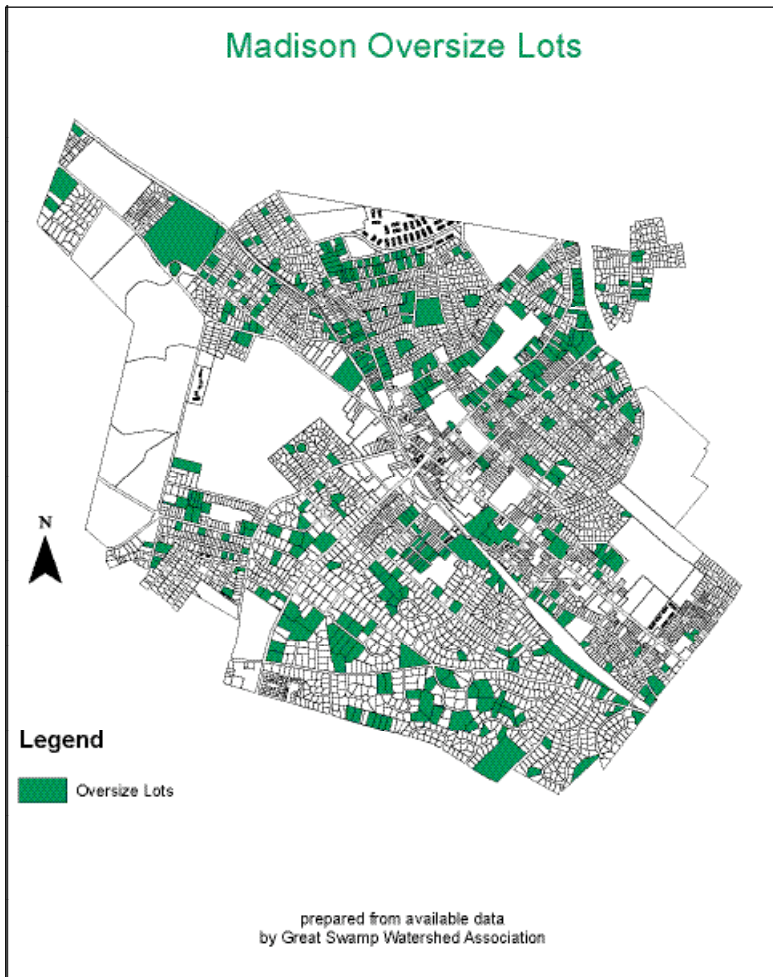 Madison Oversize Lots
N
Legend
Oversize Lots
prepared from available data
by Great Swamp Watershed Association